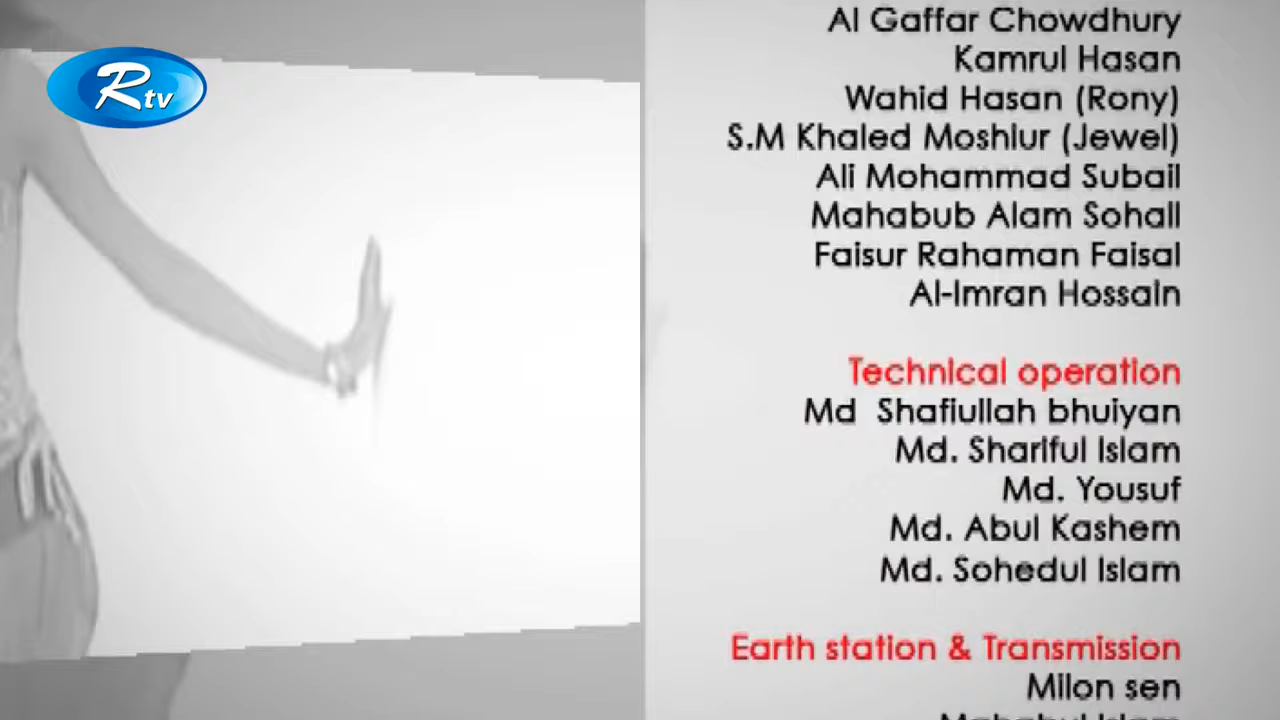 Rtv
Al Gaffar Chowdhury
Kamrul Hasan
Wahid Hasan (Rony)
S.M Khaled Moshiur (Jewel)
Ali Mohammad Subail
Mahabub Alam Sohail
Faisur Rahaman Faisal
Al-Imran Hossain
Technical operation
Md Shafiullah bhuiyan
Md. Shariful Islam
Md. Yousuf
Md. Abul Kashem
Md. Sohedul Islam
Earth station & Transmission
Milon sen
Islam